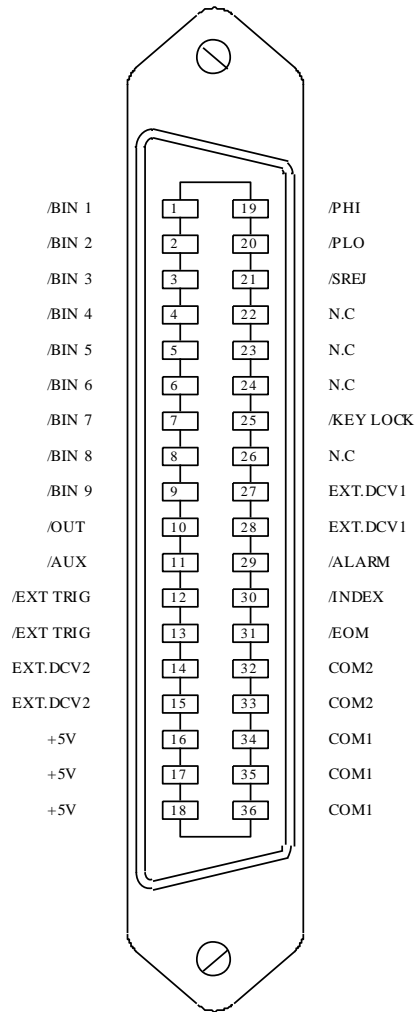 /BIN 1 1 19 /PHI
/BIN 2 2 20 /PLO
/BIN 3 3 21 /SREJ
/BIN 4 4 22 N.C
/BIN 5 5 23 N.C
/BIN 6 6 24 N.C
/BIN 7 7 25 /KEY LOCK
/BIN 8 8 26 N.C
/BIN 9 9 27 EXT.DCV1
/OUT 10 28 EXT.DCV1
/AUX 11 29 /ALARM
/EXT TRIG 12 30 /INDEX
/EXT TRIG 13 31 /EOM
EXT.DCV2 14 32 COM2
EXT.DCV2 15 33 COM2
+5V 16 34 COM1
+5V 17 35 COM1
+5V 18 36 COM1